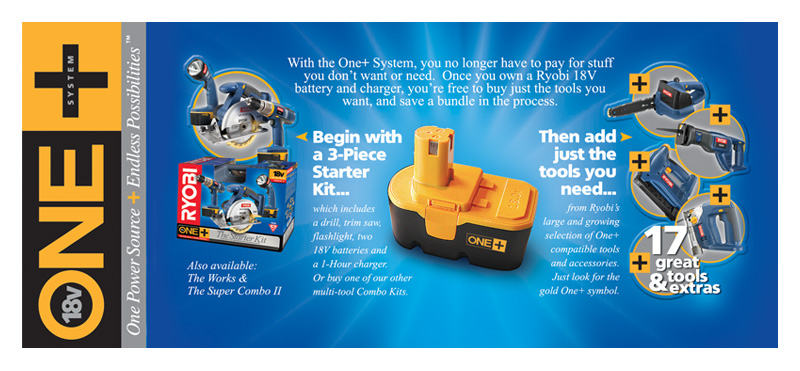 ONE+
SYSTEM
18v
One Power Source + Endless Possibilities™
With the One+ System, you no longer have to pay for stuff
you don't want or need. Once you own a Ryobi 18V
battery and charger, you're free to buy just the tools you
want, and save a bundle in the process.
Begin with
a 3-Piece
Starter
Kit...
which includes
a drill, trim saw,
flashlight, two
18V batteries and
a 1-Hour charger.
Or buy one of our other
multi-tool Combo Kits.
RYOBI
18v
ONE+
The Starter Kit
Also available:
The Works &
The Super Combo II
ONE+
Then add
just the
tools you
need...
from Ryobi's
large and growing
selection of One+
compatible tools
and accessories.
Just look for the
gold One+ symbol.
17
great
tools
& extras